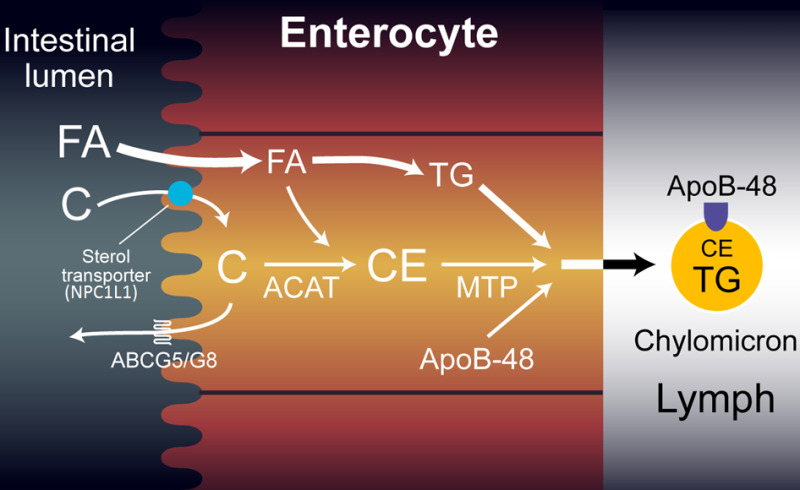 Intestinal
lumen
Enterocyte
FA
FA
TG
C
Sterol
transporter
(NPC1L1)
C
ACAT
CE
MTP
ABCG5/G8
ApoB-48
ApoB-48
CE
TG
Chylomicron
Lymph